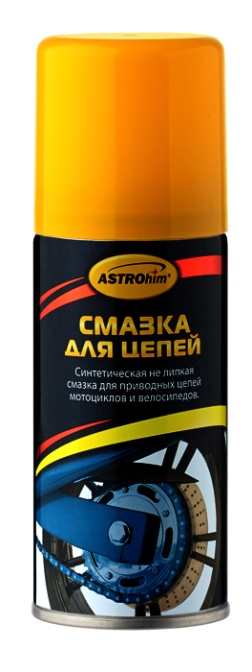 ASTROhim®
СМАЗКА
ДЛЯ ЦЕПЕЙ
Синтетическая не липкая
смазка для приводных цепей
мотоциклов и велосипедов.